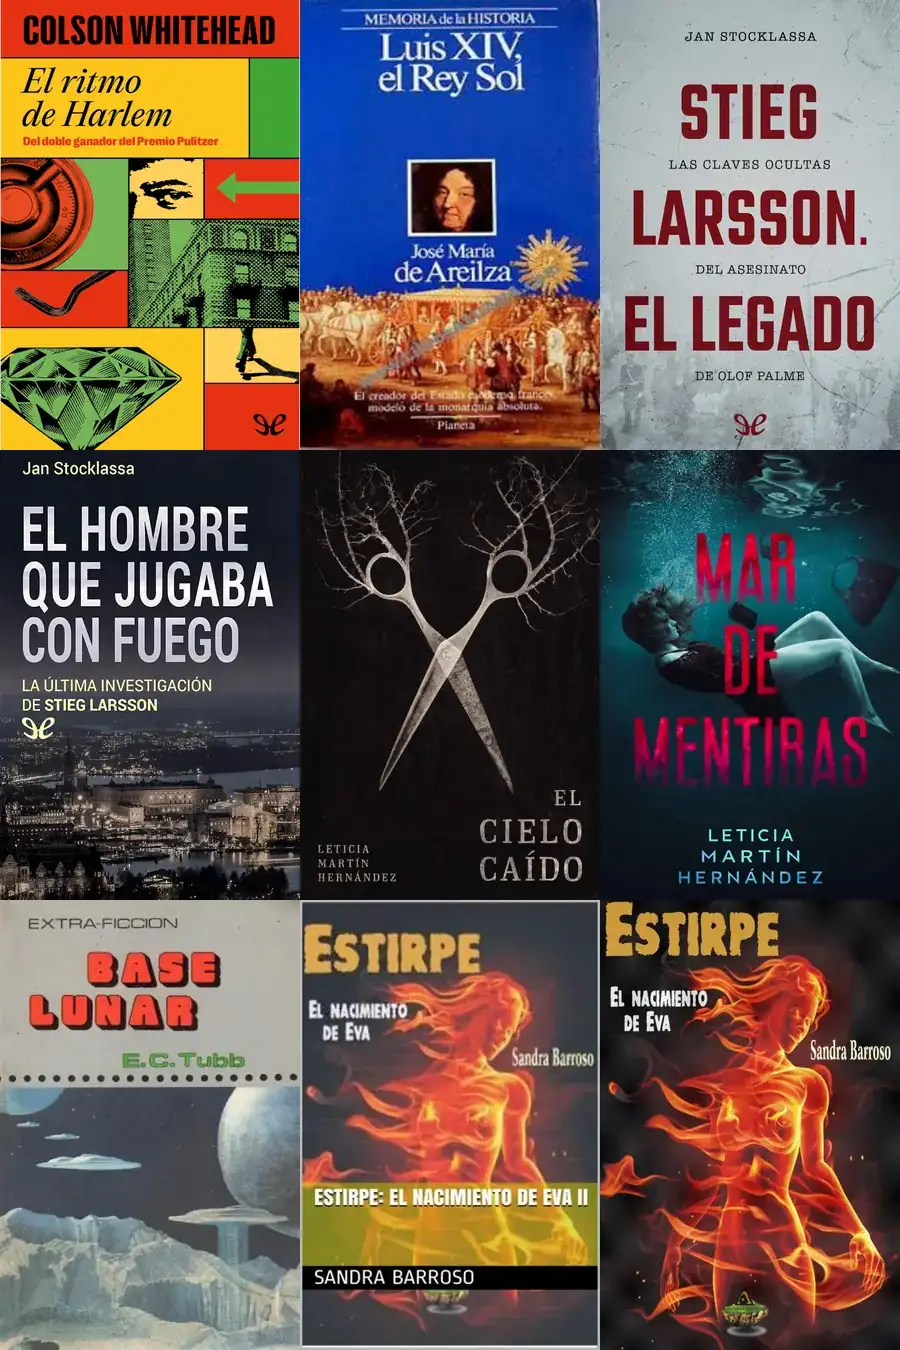 COLSON WHITEHEAD
El ritmo
de Harlem
Del doble ganador del Premio Pulitzer
MEMORIA de la HISTORIA
Luis XIV,
el Rey Sol
José María
de Areilza
El creador del Estado moderno francés,
modelo de la monarquía absoluta.
Planeta
JAN STOCKLASSA
STIEG
LAS CLAVES OCULTAS
LARSSON.
DEL ASESINATO
EL LEGADO
DE OLOF PALME
Jan Stocklassa
EL HOMBRE
QUE JUGABA
CON FUEGO
LA ÚLTIMA INVESTIGACIÓN
DE STIEG LARSSON
EL
CIELO
CAÍDO
LETICIA
MARTÍN
HERNÁNDEZ
MAR
DE
MENTIRAS
LETICIA
MARTÍN
HERNÁNDEZ
EXTRA-FICCION
BASE
LUNAR
E.C.Tubb
ESTIRPE
EL NACIMIENTO
DE EVA
Sandra Barroso
ESTIRPE: EL NACIMIENTO DE EVA II
SANDRA BARROSO
ESTIRPE
EL NACIMIENTO
DE EVA
Sandra Barroso